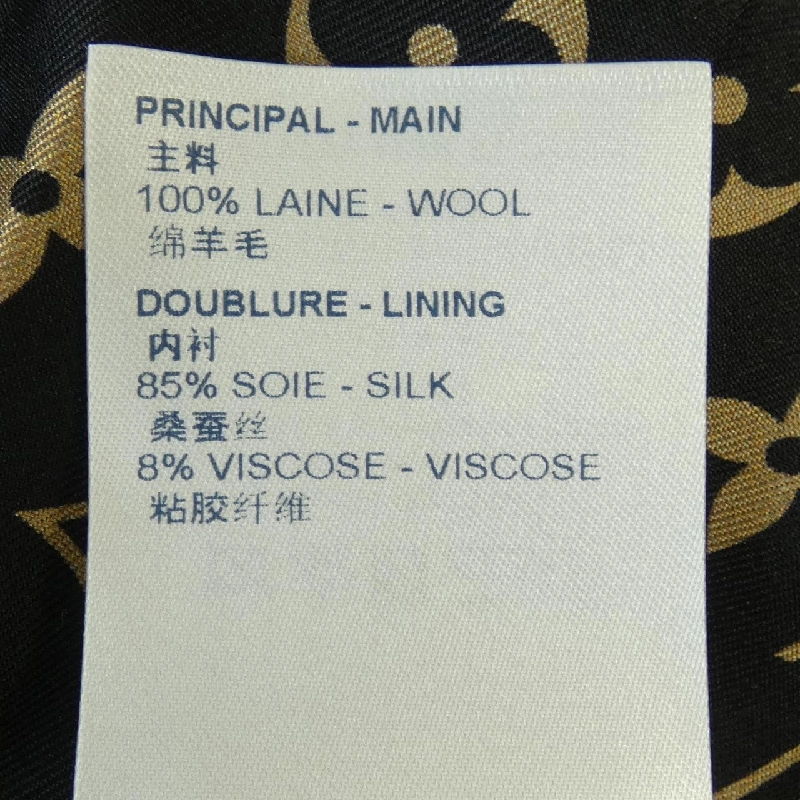 PRINCIPAL - MAIN
主料
100% LAINE - WOOL
绵羊毛
DOUBLURE - LINING
内衬
85% SOIE - SILK
桑蚕丝
8% VISCOSE - VISCOSE
粘胶纤维